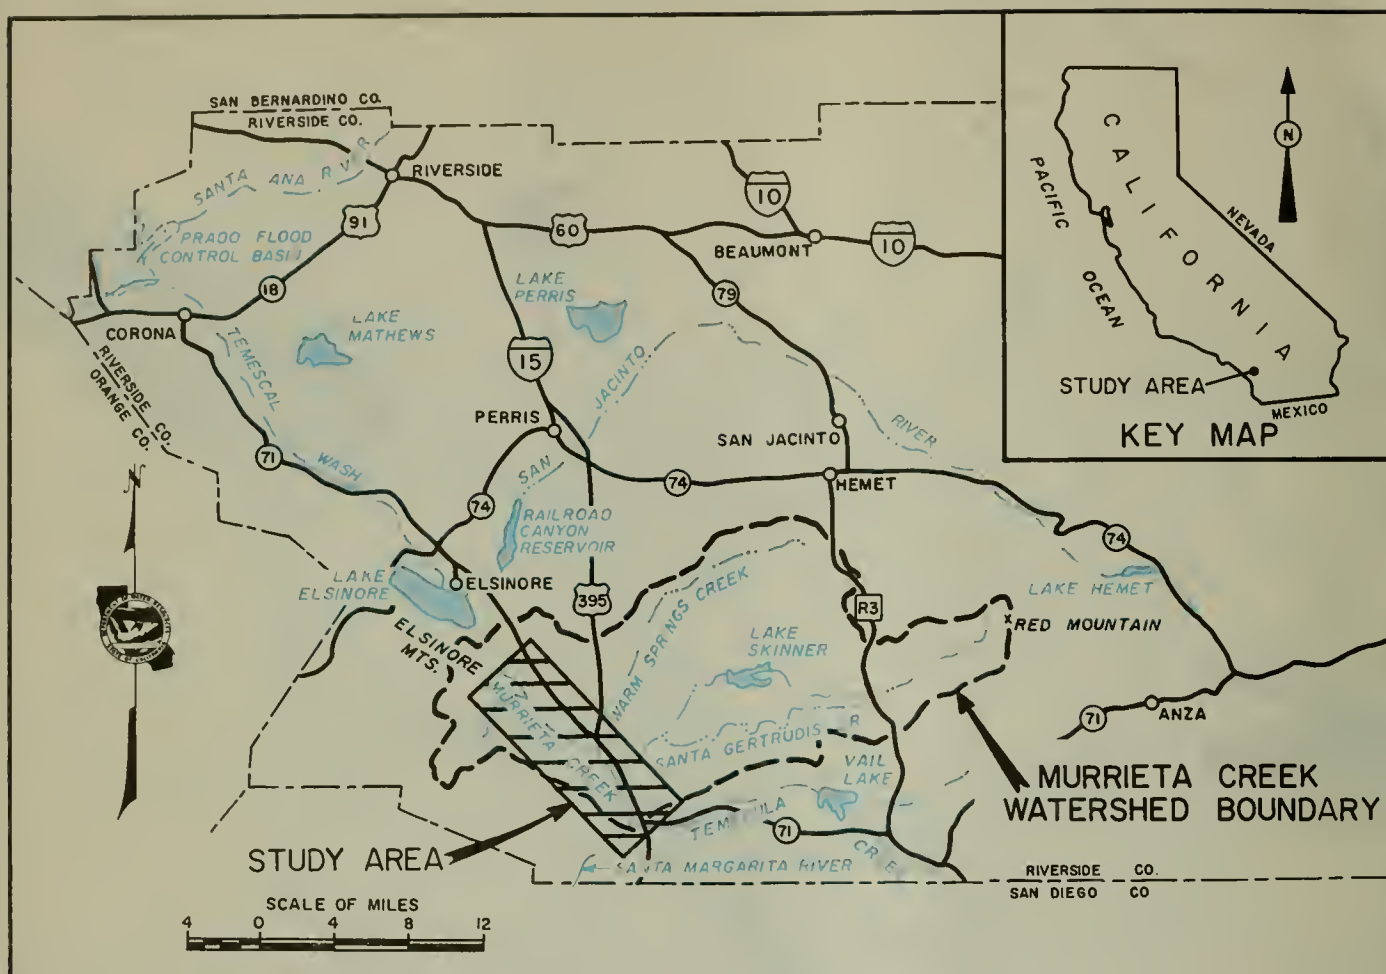 SAN BERNARDINO CO.
RIVERSIDE CO.
SANTA ANA RIVER
RIVERSIDE
91
PRADO FLOOD
CONTROL BASIN
18
CORONA
LAKE
MATHEWS
LAKE
PERRIS
60
10
BEAUMONT
10
79
15
TEMESCAL
WASH
RIVERSIDE CO.
ORANGE CO.
71
PERRIS
SAN JACINTO
RIVER
SAN JACINTO
HEMET
74
74
74
RAILROAD
CANYON
RESERVOIR
LAKE
ELSINORE
ELSINORE
395
ELSINORE
MTS.
WARM SPRINGS CREEK
R3
LAKE HEMET
RED MOUNTAIN
LAKE
SKINNER
MURRIETA
CREEK
SANTA GERTRUDIS
R
VAIL
LAKE
71
ANZA
MURRIETA CREEK
WATERSHED BOUNDARY
71
STUDY AREA
SANTA MARGARITA RIVER
RIVERSIDE CO.
SAN DIEGO CO
SCALE OF MILES
4 0 4 8 12
N
CALIFORNIA
PACIFIC
OCEAN
NEVADA
N
STUDY AREA
MEXICO
KEY MAP